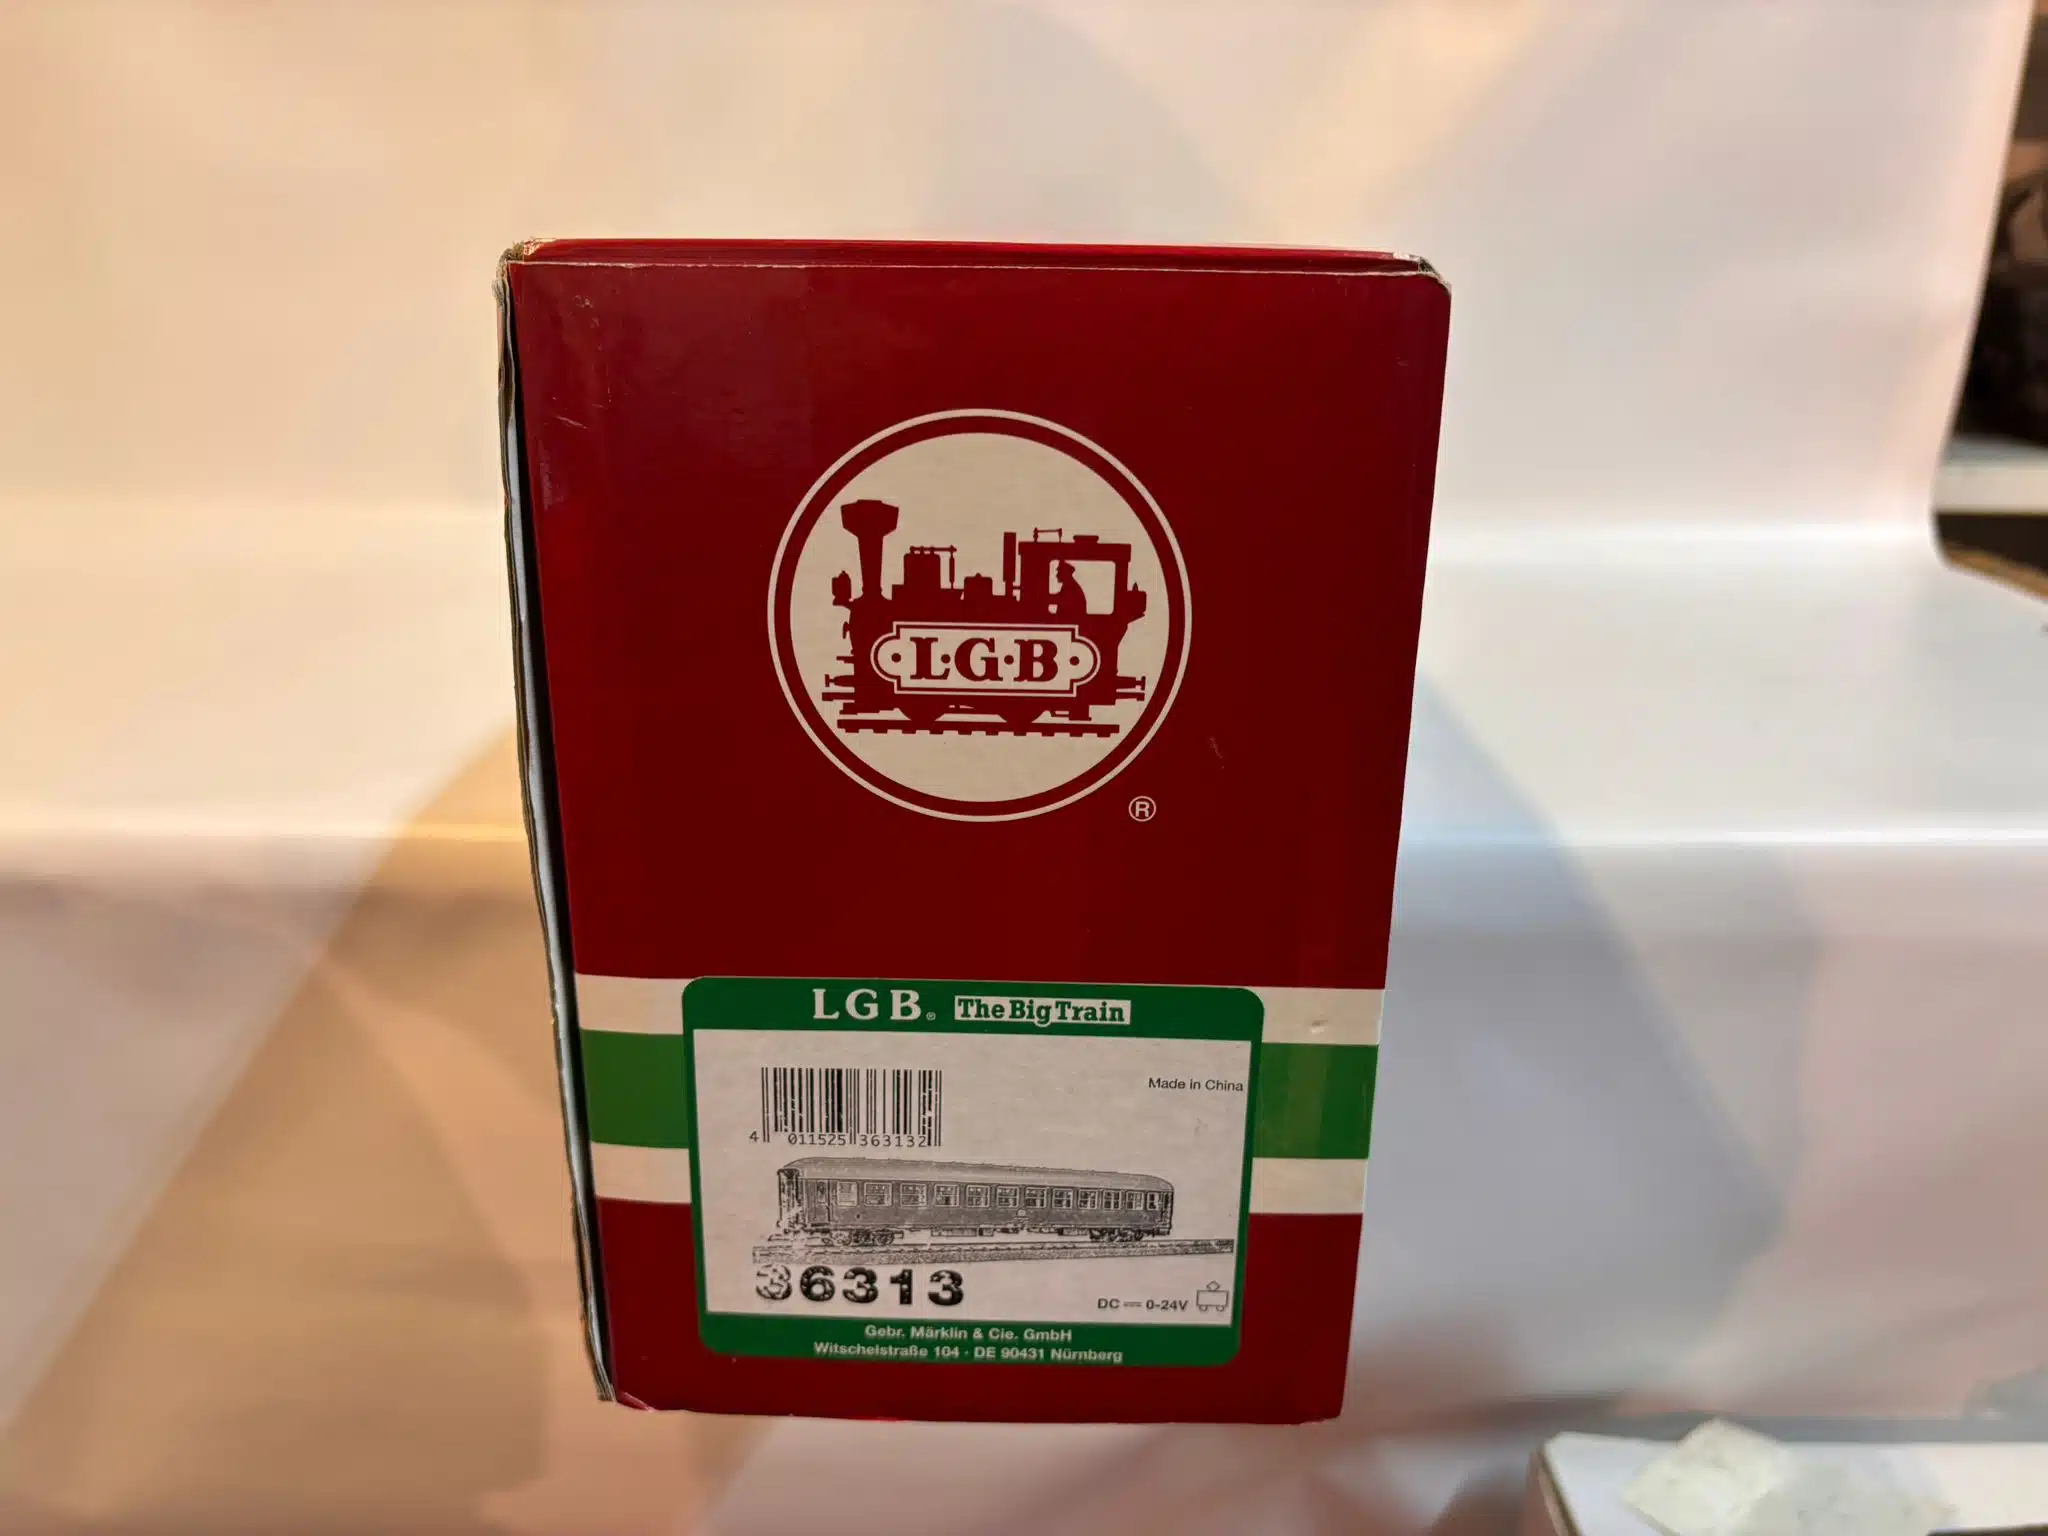 ·L·G·B·
®
LGB® The Big Train
Made in China
4 011525 363132
36313
DC 0-24V
Gebr. Märklin & Cie. GmbH
Witschelstraße 104 · DE 90431 Nürnberg